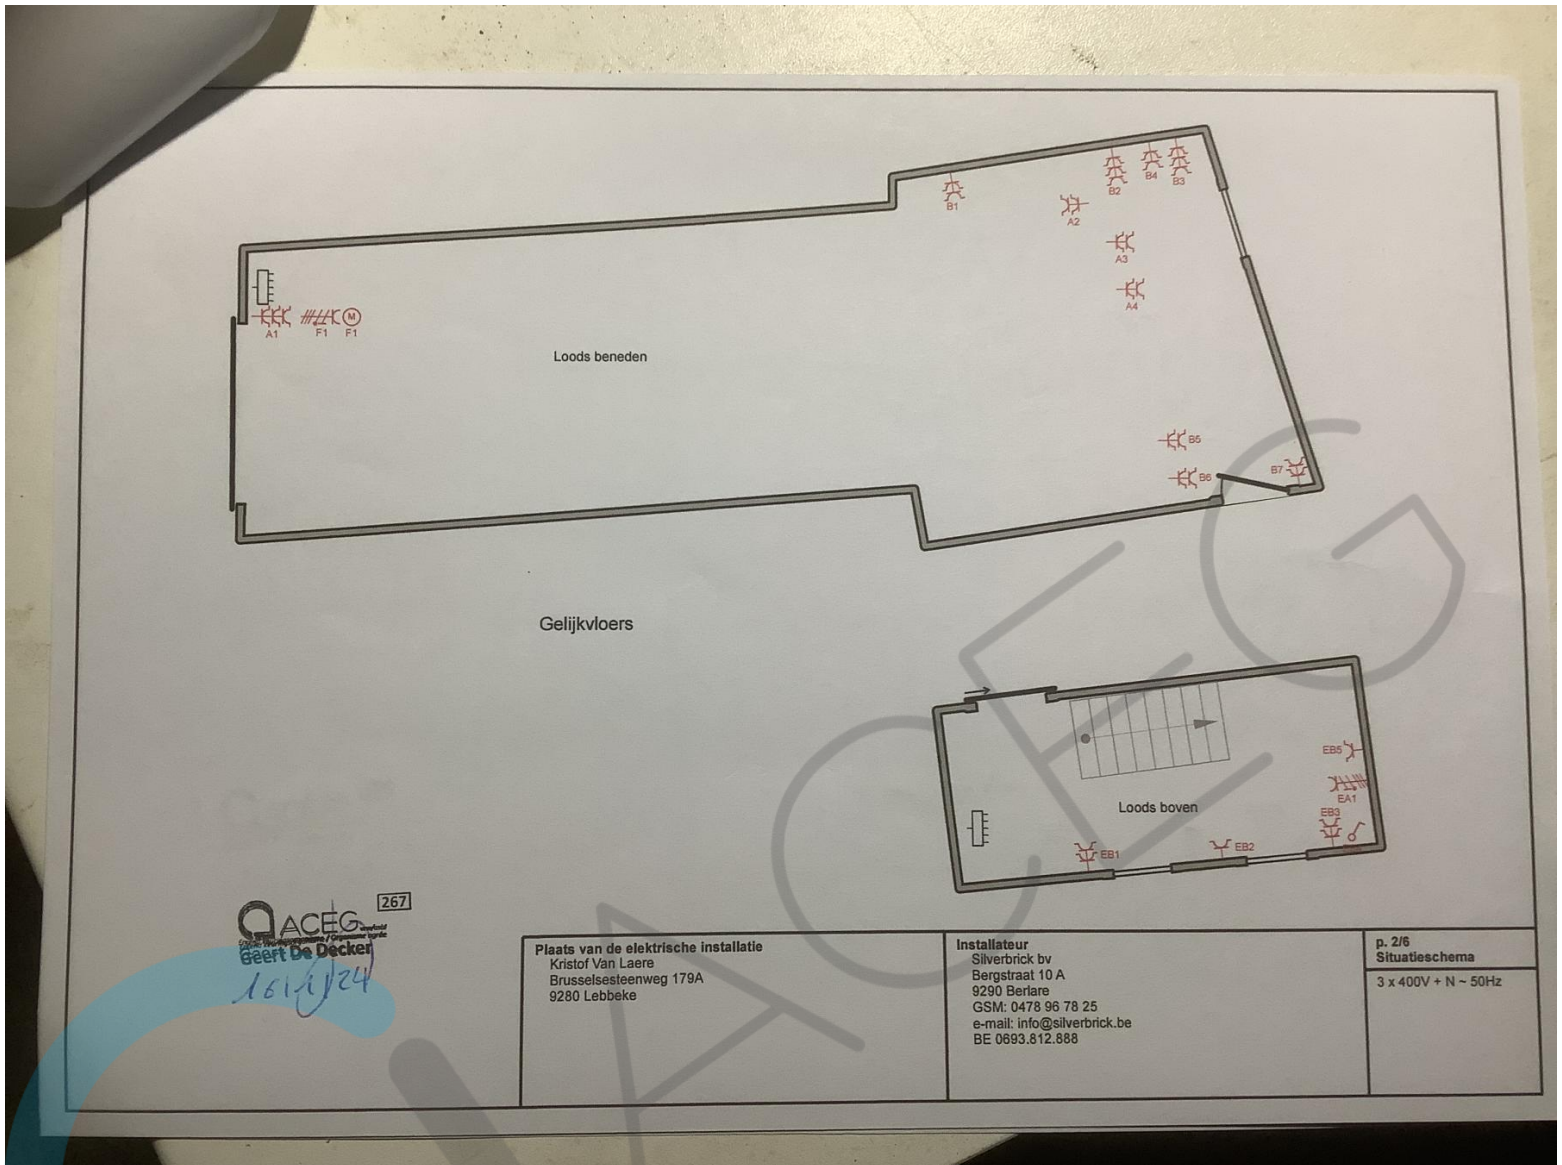 B1
B2
B4
B3
A2
A3
A4
A1
F1
M
F1
Loods beneden
B5
B6
B7
Gelijkvloers
EB5
EA1
EB3
Loods boven
EB1
EB2
267
ACEG
Geert De Decker
Plaats van de elektrische installatie
Kristof Van Laere
Brusselsesteenweg 179A
9280 Lebbeke
Installateur
Silverbrick bv
Bergstraat 10 A
9290 Berlare
GSM: 0478 96 78 25
e-mail: info@silverbrick.be
BE 0693.812.888
p. 2/6
Situatieschema
3 x 400V + N ~ 50Hz
ACEG